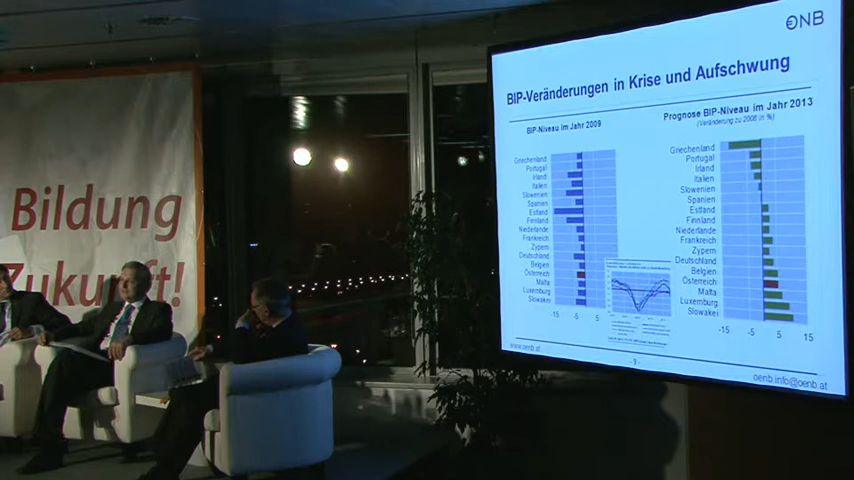 Bildung
Zukunft!
€NB
BIP-Veränderungen in Krise und Aufschwung
BIP-Niveau im Jahr 2009
Prognose BIP-Niveau im Jahr 2013
(Veränderung zu 2008 in %)
Griechenland
Portugal
Irland
Italien
Slowenien
Spanien
Estland
Finnland
Niederlande
Frankreich
Zypern
Deutschland
Belgien
Österreich
Malta
Luxemburg
Slowakei
-15 -5 5
Griechenland
Portugal
Irland
Italien
Slowenien
Spanien
Estland
Finnland
Niederlande
Frankreich
Zypern
Deutschland
Belgien
Österreich
Malta
Luxemburg
Slowakei
-15 -5 5 15
www.oenb.at
- 9 -
oenb.info@oenb.at